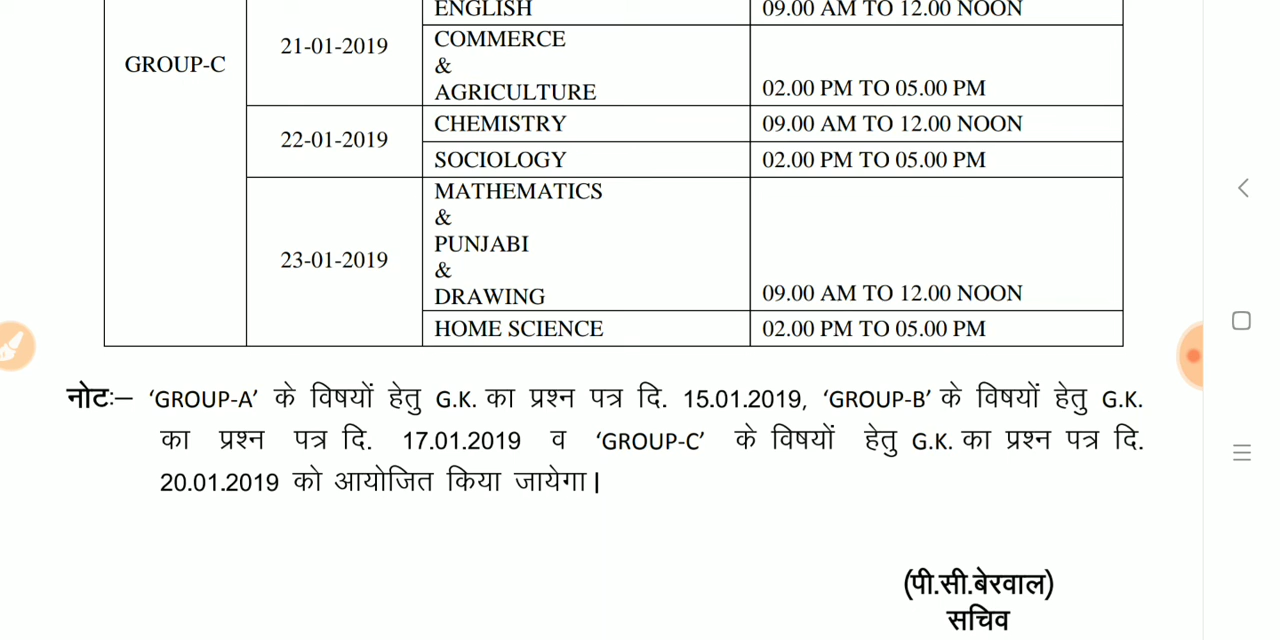 ENGLISH 09.00 AM TO 12.00 NOON
GROUP-C
21-01-2019
COMMERCE
&
AGRICULTURE 02.00 PM TO 05.00 PM
22-01-2019
CHEMISTRY 09.00 AM TO 12.00 NOON
SOCIOLOGY 02.00 PM TO 05.00 PM
23-01-2019
MATHEMATICS
&
PUNJABI
&
DRAWING 09.00 AM TO 12.00 NOON
HOME SCIENCE 02.00 PM TO 05.00 PM
नोटः– ‘GROUP-A’ के विषयों हेतु G.K. का प्रश्न पत्र दि. 15.01.2019, ‘GROUP-B’ के विषयों हेतु G.K.
का प्रश्न पत्र दि. 17.01.2019 व ‘GROUP-C’ के विषयों हेतु G.K. का प्रश्न पत्र दि.
20.01.2019 को आयोजित किया जायेगा।
(पी.सी.बेरवाल)
सचिव